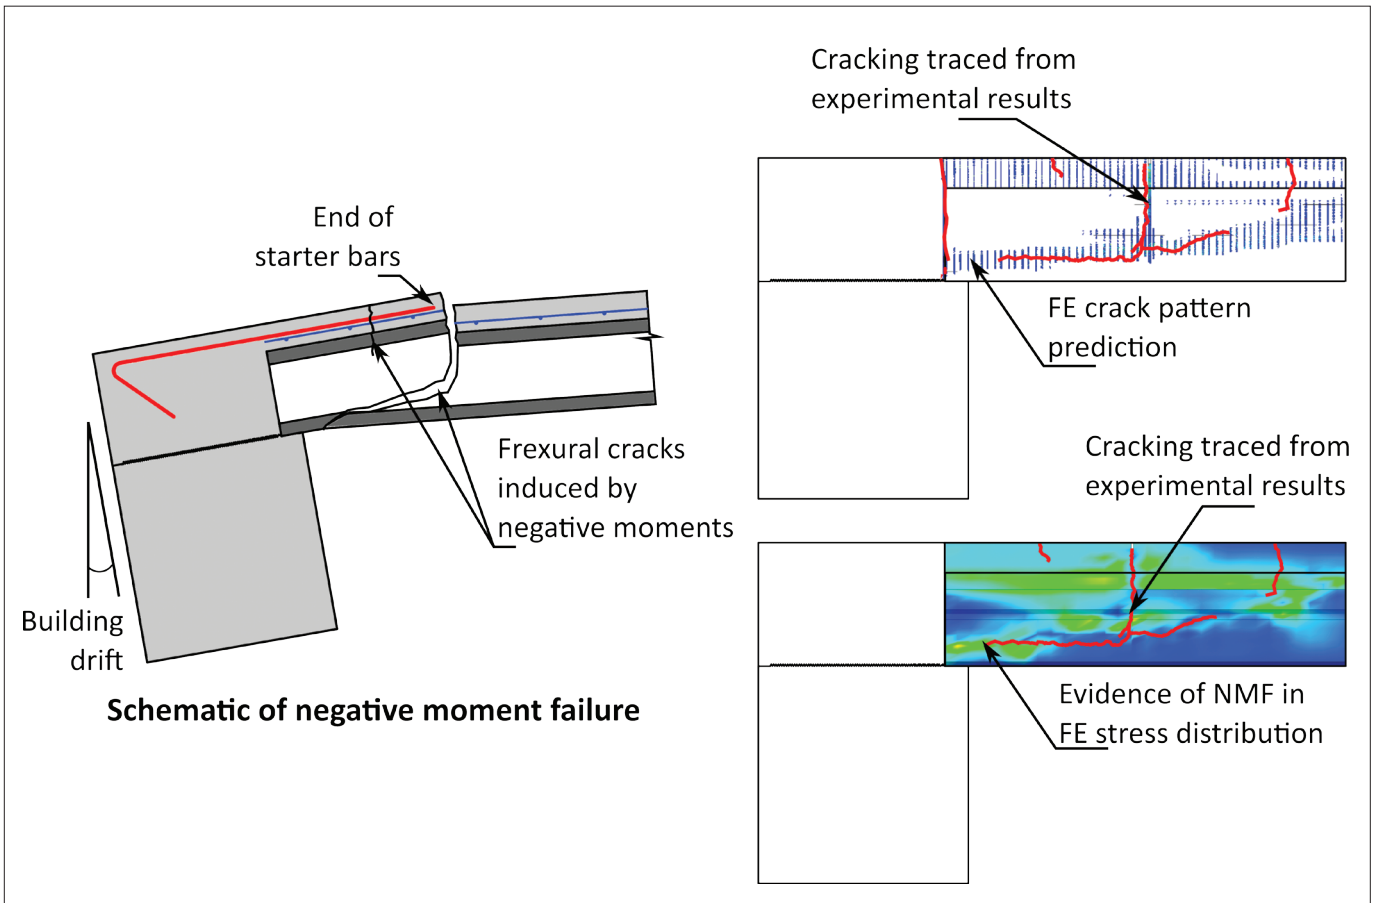 End of
starter bars
Frexural cracks
induced by
negative moments
Building
drift
Schematic of negative moment failure
Cracking traced from
experimental results
FE crack pattern
prediction
Cracking traced from
experimental results
Evidence of NMF in
FE stress distribution